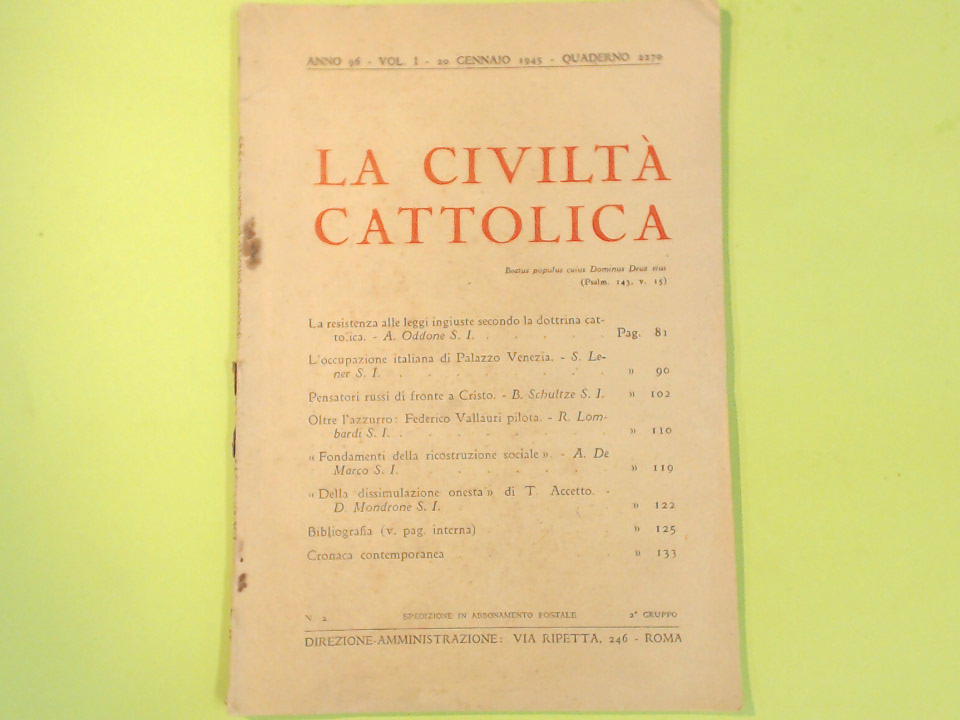 ANNO 96 - VOL. I - 20 GENNAIO 1945 - QUADERNO 2270
LA CIVILTÀ
CATTOLICA
Beatus populus cuius Dominus Deus eius
(Psalm. 143, v. 15)
La resistenza alle leggi ingiuste secondo la dottrina cat-
tolica. - A. Oddone S. I. . . . . . Pag. 81
L'occupazione italiana di Palazzo Venezia. - S. Le-
ner S. I. . . . . . . . » 90
Pensatori russi di fronte a Cristo. - B. Schultze S. I. » 102
Oltre l'azzurro: Federico Vallauri pilota. - R. Lom-
bardi S. I. . . . . . . . » 110
« Fondamenti della ricostruzione sociale ». - A. De
Marco S. I. . . . . . . » 119
« Della dissimulazione onesta » di T. Accetto. -
D. Mondrone S. I. . . . . . » 122
Bibliografia (v. pag. interna) . . . . » 125
Cronaca contemporanea . . . . . » 133
N. 2 SPEDIZIONE IN ABBONAMENTO POSTALE 2° GRUPPO
DIREZIONE-AMMINISTRAZIONE: VIA RIPETTA, 246 - ROMA